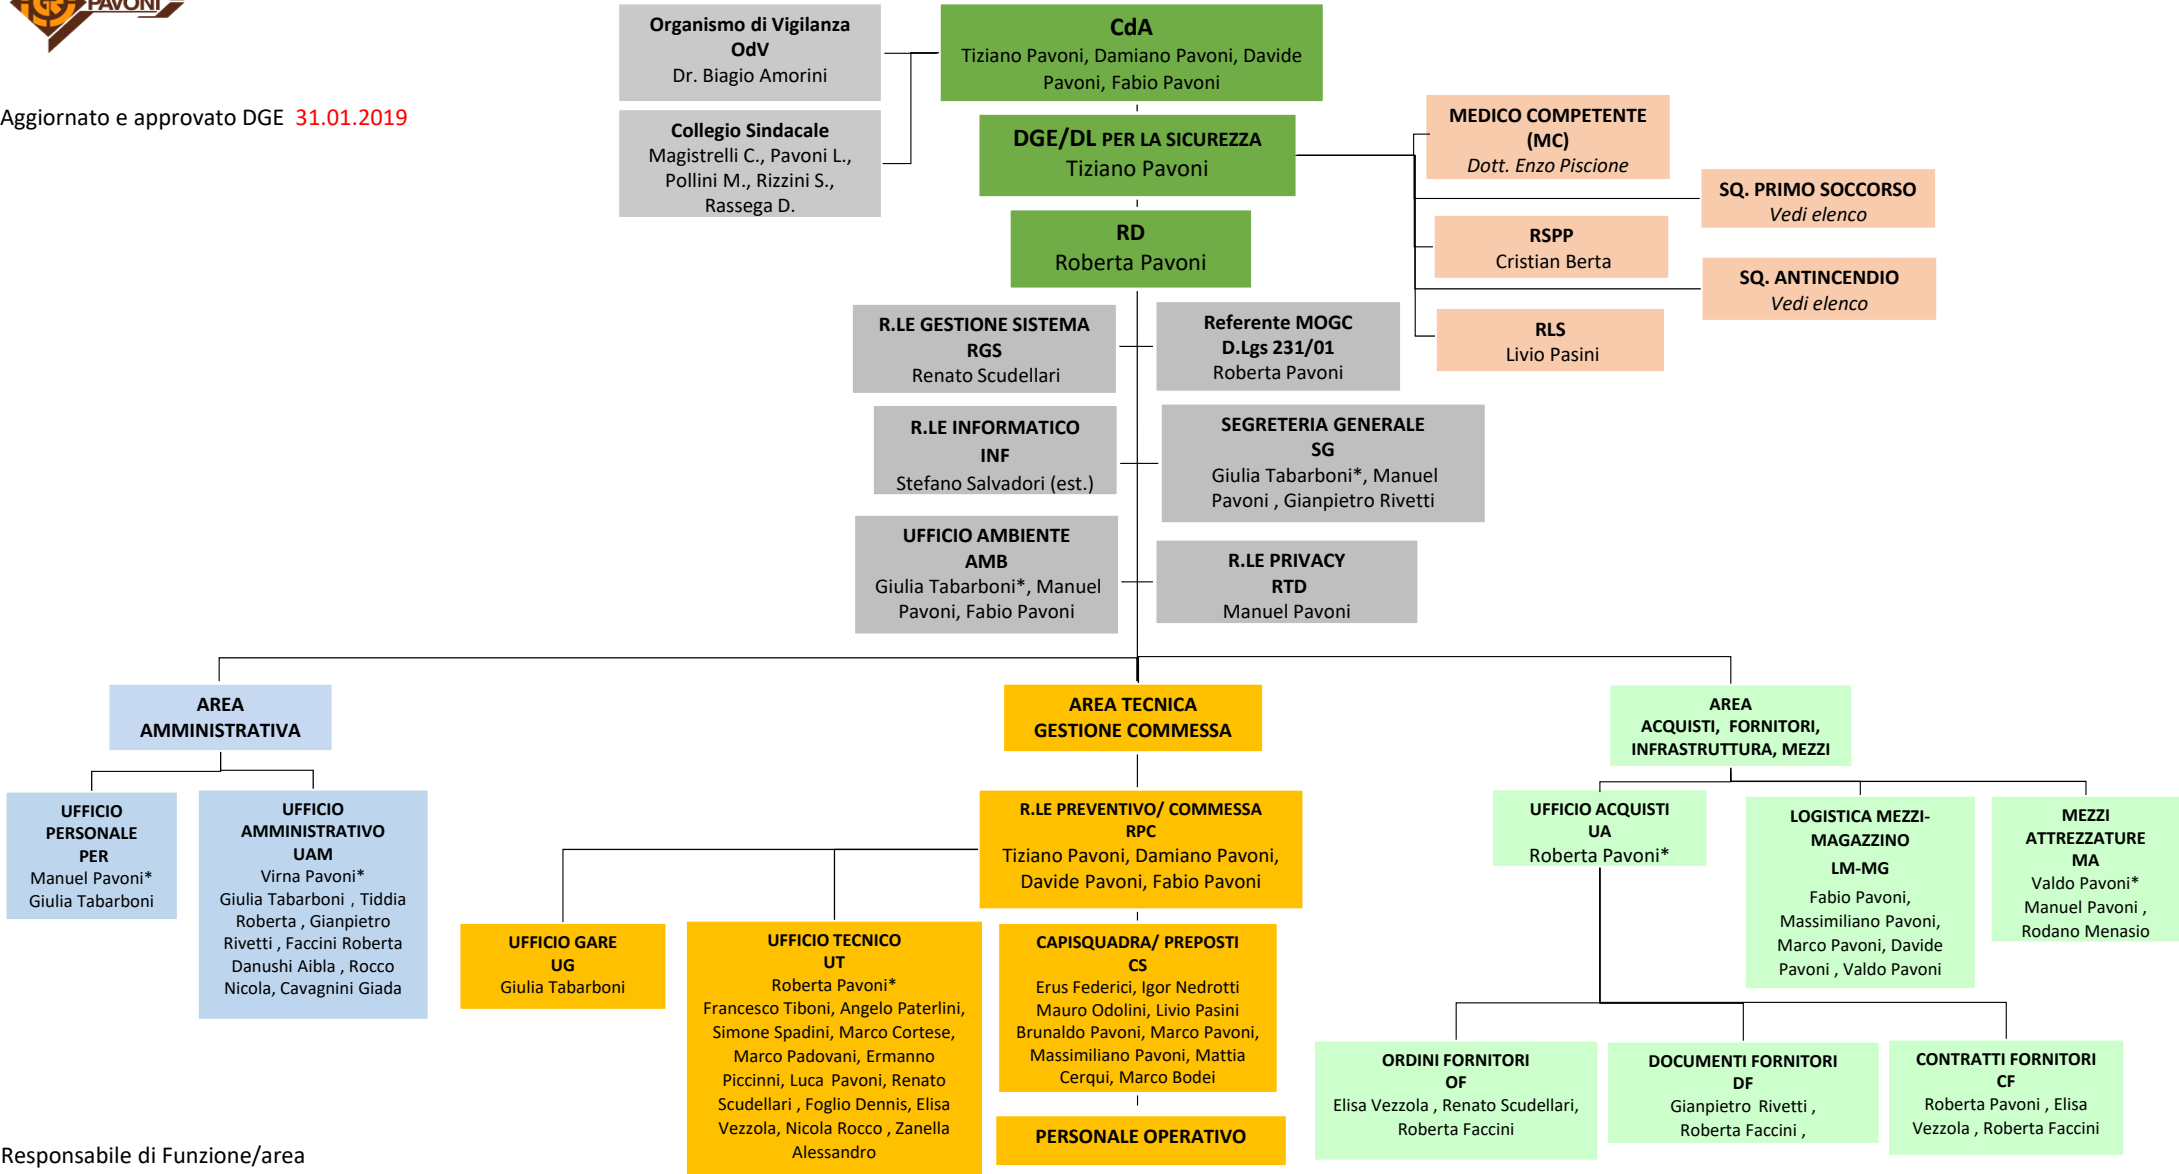 PAVONI
Aggiornato e approvato DGE 31.01.2019
Organismo di Vigilanza
OdV
Dr. Biagio Amorini
Collegio Sindacale
Magistrelli C., Pavoni L.,
Pollini M., Rizzini S.,
Rassega D.
CdA
Tiziano Pavoni, Damiano Pavoni, Davide
Pavoni, Fabio Pavoni
DGE/DL PER LA SICUREZZA
Tiziano Pavoni
RD
Roberta Pavoni
MEDICO COMPETENTE
(MC)
Dott. Enzo Piscione
SQ. PRIMO SOCCORSO
Vedi elenco
RSPP
Cristian Berta
SQ. ANTINCENDIO
Vedi elenco
RLS
Livio Pasini
R.LE GESTIONE SISTEMA
RGS
Renato Scudellari
Referente MOGC
D.Lgs 231/01
Roberta Pavoni
R.LE INFORMATICO
INF
Stefano Salvadori (est.)
SEGRETERIA GENERALE
SG
Giulia Tabarboni*, Manuel
Pavoni , Gianpietro Rivetti
UFFICIO AMBIENTE
AMB
Giulia Tabarboni*, Manuel
Pavoni, Fabio Pavoni
R.LE PRIVACY
RTD
Manuel Pavoni
AREA
AMMINISTRATIVA
UFFICIO
PERSONALE
PER
Manuel Pavoni*
Giulia Tabarboni
UFFICIO
AMMINISTRATIVO
UAM
Virna Pavoni*
Giulia Tabarboni , Tiddia
Roberta , Gianpietro
Rivetti , Faccini Roberta
Danushi Aibla , Rocco
Nicola, Cavagnini Giada
AREA TECNICA
GESTIONE COMMESSA
R.LE PREVENTIVO/ COMMESSA
RPC
Tiziano Pavoni, Damiano Pavoni,
Davide Pavoni, Fabio Pavoni
UFFICIO GARE
UG
Giulia Tabarboni
UFFICIO TECNICO
UT
Roberta Pavoni*
Francesco Tiboni, Angelo Paterlini,
Simone Spadini, Marco Cortese,
Marco Padovani, Ermanno
Piccinni, Luca Pavoni, Renato
Scudellari , Foglio Dennis, Elisa
Vezzola, Nicola Rocco , Zanella
Alessandro
CAPISQUADRA/ PREPOSTI
CS
Erus Federici, Igor Nedrotti
Mauro Odolini, Livio Pasini
Brunaldo Pavoni, Marco Pavoni,
Massimiliano Pavoni, Mattia
Cerqui, Marco Bodei
PERSONALE OPERATIVO
AREA
ACQUISTI, FORNITORI,
INFRASTRUTTURA, MEZZI
UFFICIO ACQUISTI
UA
Roberta Pavoni*
LOGISTICA MEZZI-
MAGAZZINO
LM-MG
Fabio Pavoni,
Massimiliano Pavoni,
Marco Pavoni, Davide
Pavoni , Valdo Pavoni
MEZZI
ATTREZZATURE
MA
Valdo Pavoni*
Manuel Pavoni ,
Rodano Menasio
ORDINI FORNITORI
OF
Elisa Vezzola , Renato Scudellari,
Roberta Faccini
DOCUMENTI FORNITORI
DF
Gianpietro Rivetti ,
Roberta Faccini ,
CONTRATTI FORNITORI
CF
Roberta Pavoni , Elisa
Vezzola , Roberta Faccini
Responsabile di Funzione/area